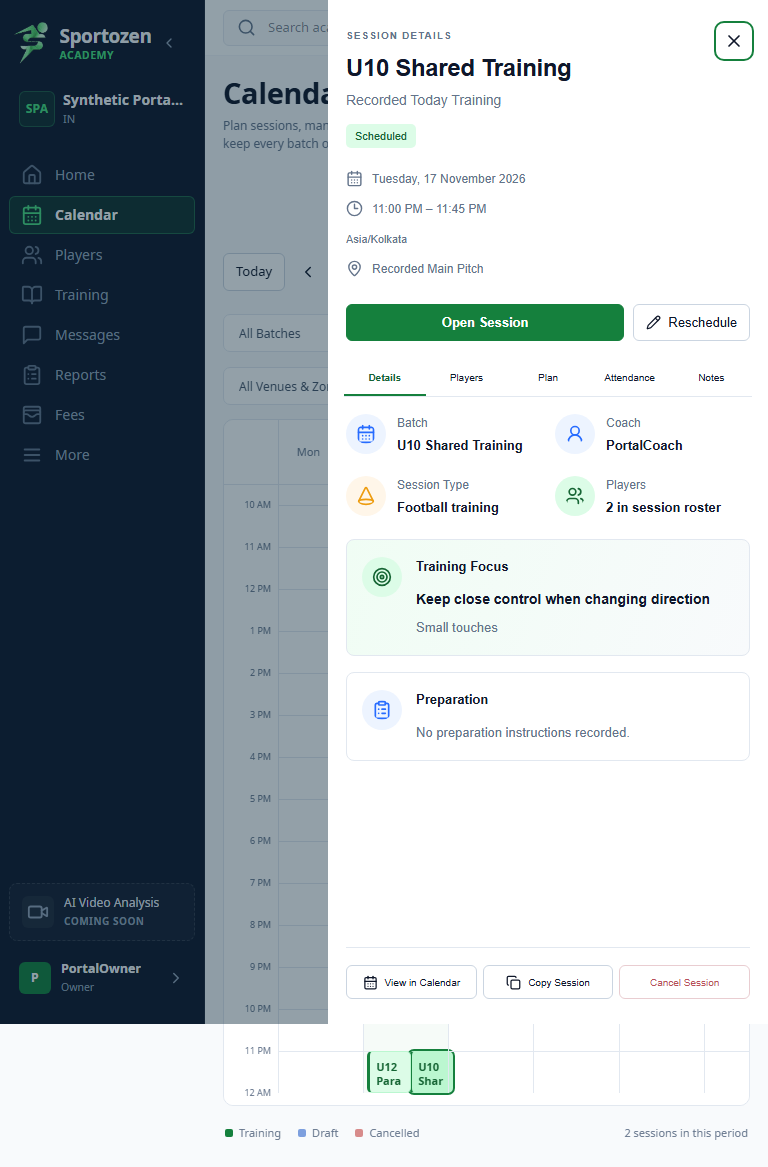 Sportozen
ACADEMY
SPA
Synthetic Porta...
IN
Home
Calendar
Players
Training
Messages
Reports
Fees
More
AI Video Analysis
COMING SOON
P
PortalOwner
Owner
Search aca
Calenda
Plan sessions, man
keep every batch o
Today
All Batches
All Venues & Zon
Mon
10 AM
11 AM
12 PM
1 PM
2 PM
3 PM
4 PM
5 PM
6 PM
7 PM
8 PM
9 PM
10 PM
11 PM
12 AM
U12
Para
U10
Shar
Training
Draft
Cancelled
2 sessions in this period
SESSION DETAILS
U10 Shared Training
Recorded Today Training
Scheduled
Tuesday, 17 November 2026
11:00 PM – 11:45 PM
Asia/Kolkata
Recorded Main Pitch
Open Session
Reschedule
Details
Players
Plan
Attendance
Notes
Batch
U10 Shared Training
Coach
PortalCoach
Session Type
Football training
Players
2 in session roster
Training Focus
Keep close control when changing direction
Small touches
Preparation
No preparation instructions recorded.
View in Calendar
Copy Session
Cancel Session